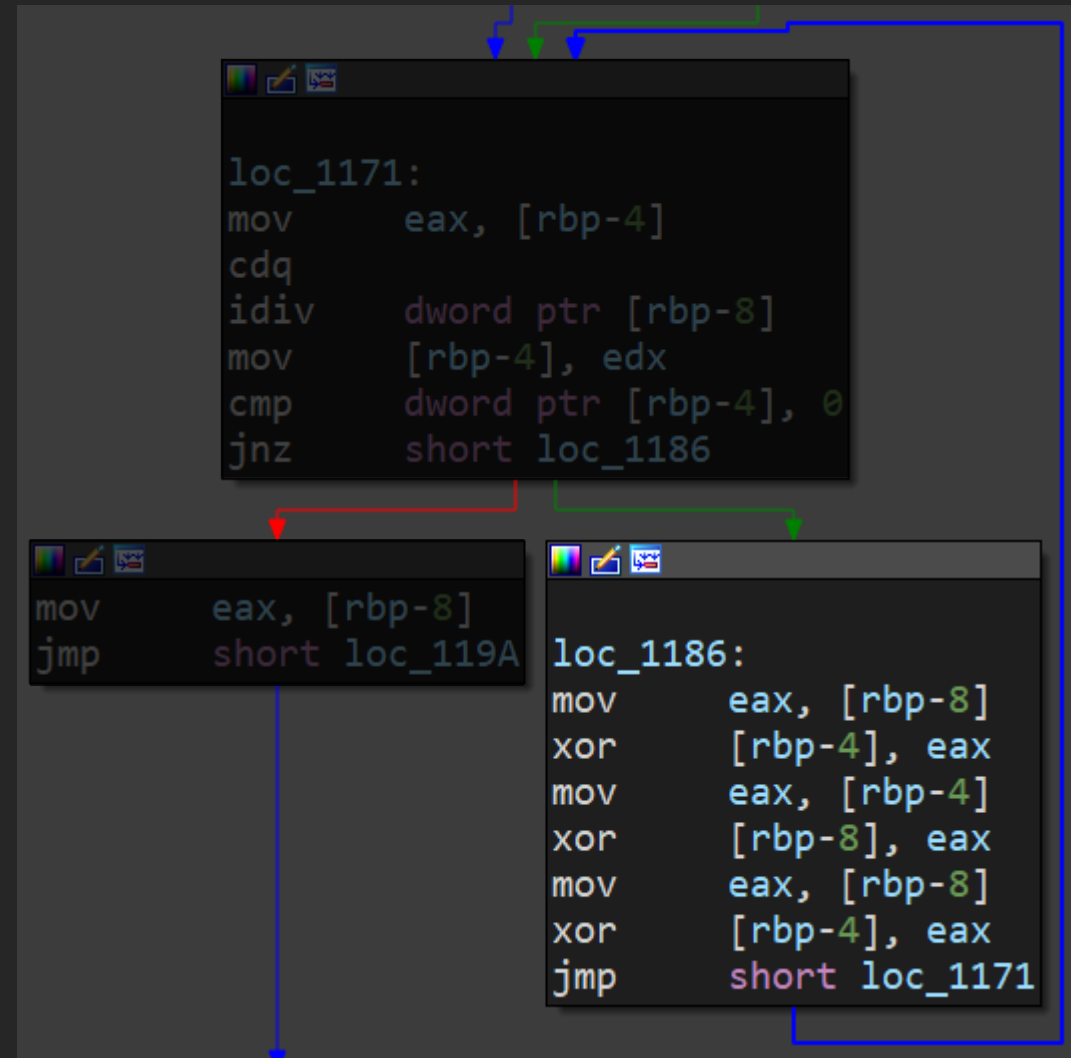 loc_1171:
mov eax, [rbp-4]
cdq
idiv dword ptr [rbp-8]
mov [rbp-4], edx
cmp dword ptr [rbp-4], 0
jnz short loc_1186
mov eax, [rbp-8]
jmp short loc_119A
loc_1186:
mov eax, [rbp-8]
xor [rbp-4], eax
mov eax, [rbp-4]
xor [rbp-8], eax
mov eax, [rbp-8]
xor [rbp-4], eax
jmp short loc_1171